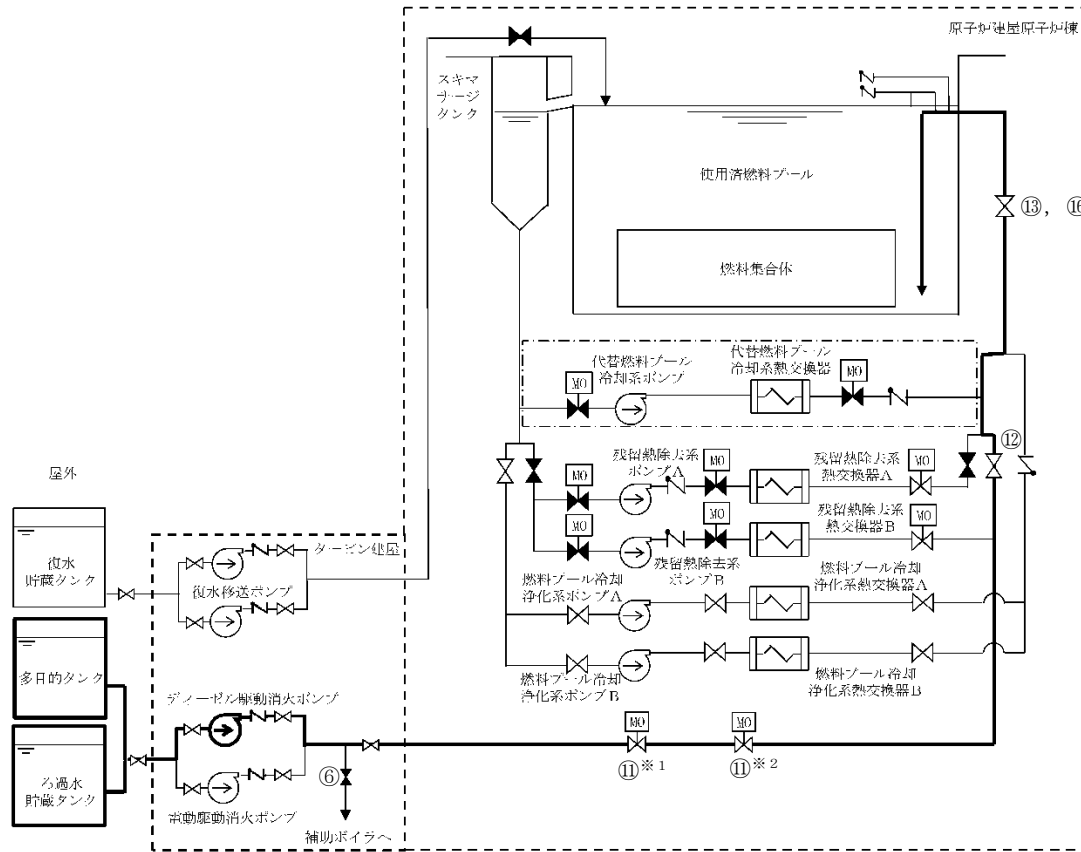 原子炉建屋原子炉棟
スキマ
サージ
タンク
使用済燃料プール
⑬，⑯
燃料集合体
代替燃料プール
冷却系ポンプ
代替燃料プール
冷却系熱交換器
MO
MO
⑫
残留熱除去系
ポンプA
残留熱除去系
熱交換器A
MO
MO
MO
残留熱除去系
ポンプB
残留熱除去系
熱交換器B
MO
MO
MO
燃料プール冷却
浄化系ポンプA
燃料プール冷却
浄化系熱交換器A
燃料プール冷却
浄化系ポンプB
燃料プール冷却
浄化系熱交換器B
屋外
復水
貯蔵タンク
タービン建屋
復水移送ポンプ
多目的タンク
ディーゼル駆動消火ポンプ
ろ過水
貯蔵タンク
電動駆動消火ポンプ
⑥
補助ボイラへ
MO
⑪※1
MO
⑪※2